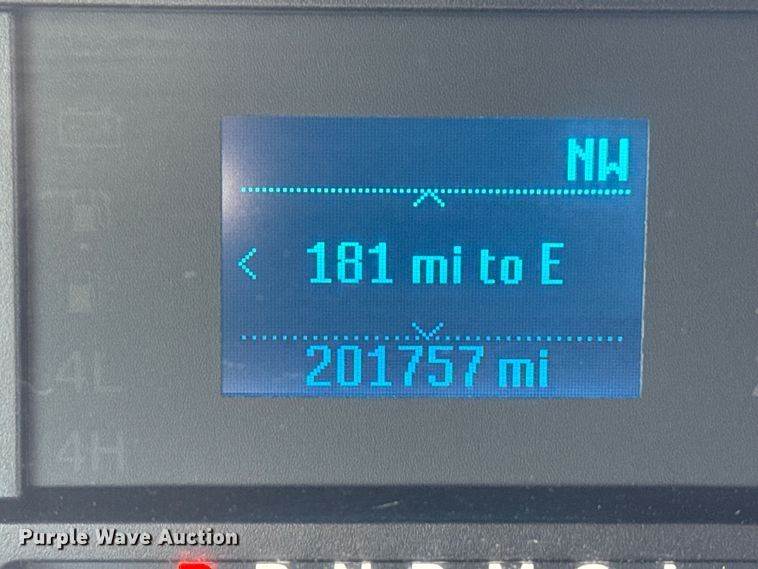 NW
< 181 mi to E
201757 mi
4L
4H
Purple Wave Auction